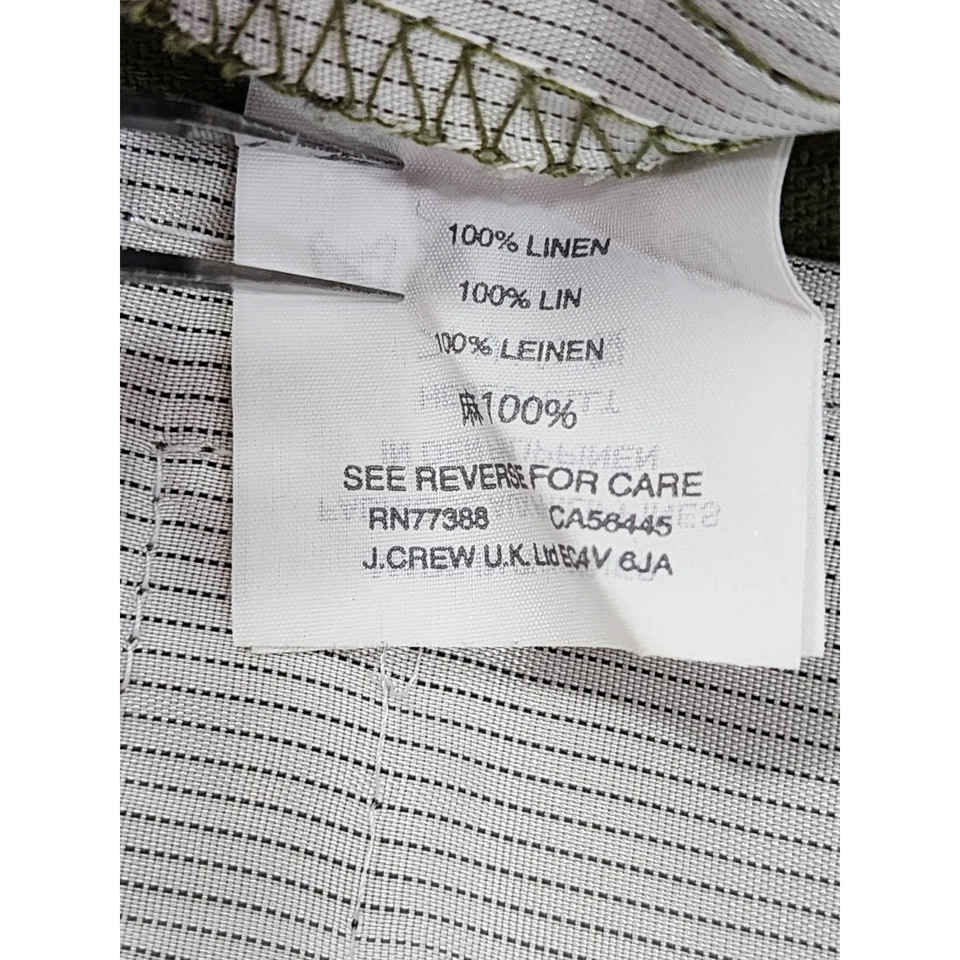 100% LINEN
100% LIN
100% LEINEN
麻100%
SEE REVERSE FOR CARE
RN77388 CA56445
J.CREW U.K. Ltd EC4V 6JA